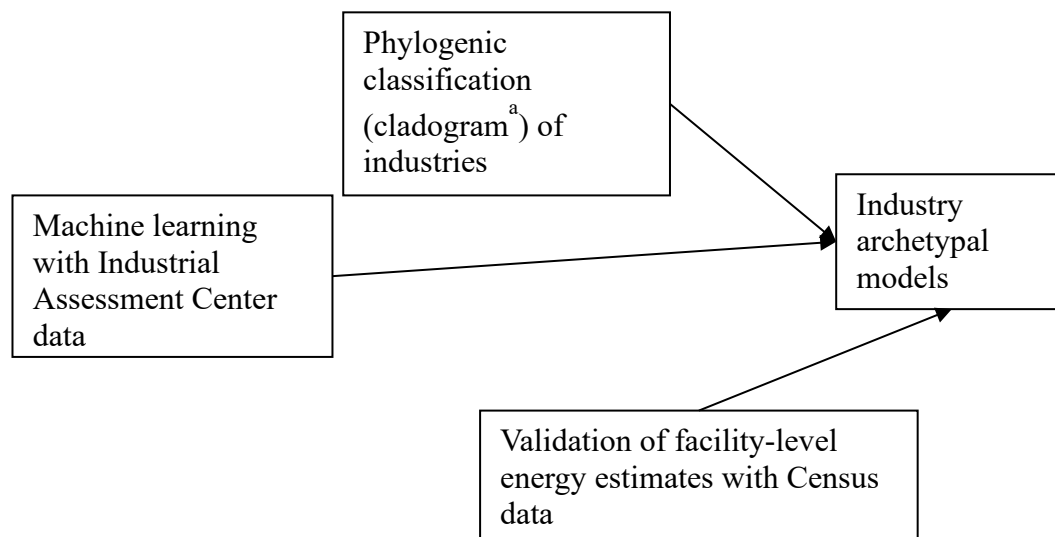 Phylogenic
classification
(cladogramᵃ) of
industries
Machine learning
with Industrial
Assessment Center
data
Industry
archetypal
models
Validation of facility-level
energy estimates with Census
data